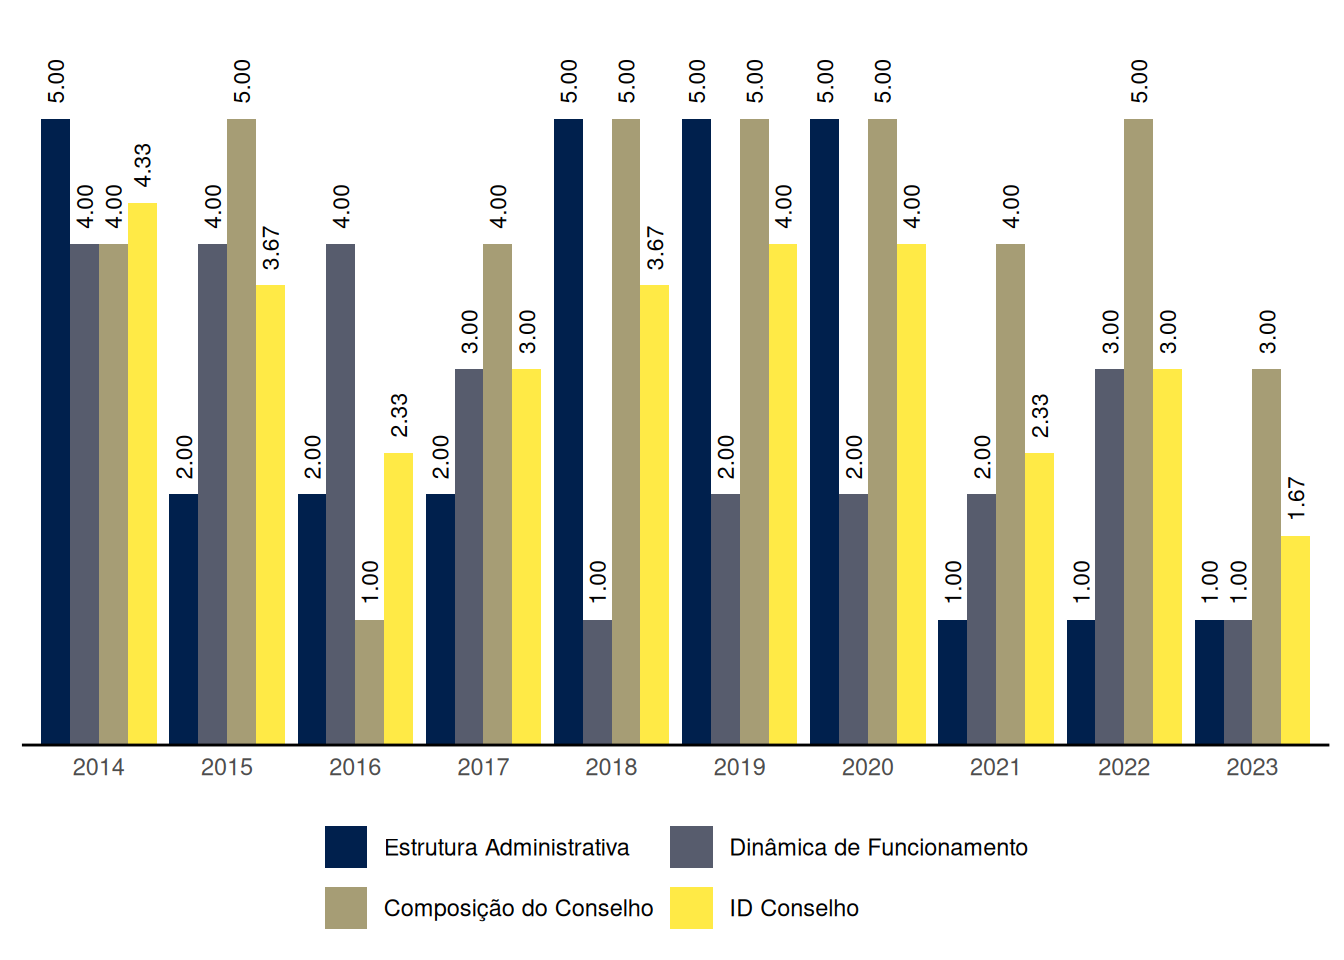 5.00 4.00 4.00 4.33 2.00 4.00 5.00 3.67 2.00 4.00 1.00 2.33 2.00 3.00 4.00 3.00 5.00 1.00 5.00 3.67 5.00 2.00 5.00 4.00 5.00 2.00 5.00 4.00 1.00 2.00 4.00 2.33 1.00 3.00 5.00 3.00 1.00 1.00 3.00 1.67
2014 2015 2016 2017 2018 2019 2020 2021 2022 2023
Estrutura Administrativa Dinâmica de Funcionamento
Composição do Conselho ID Conselho